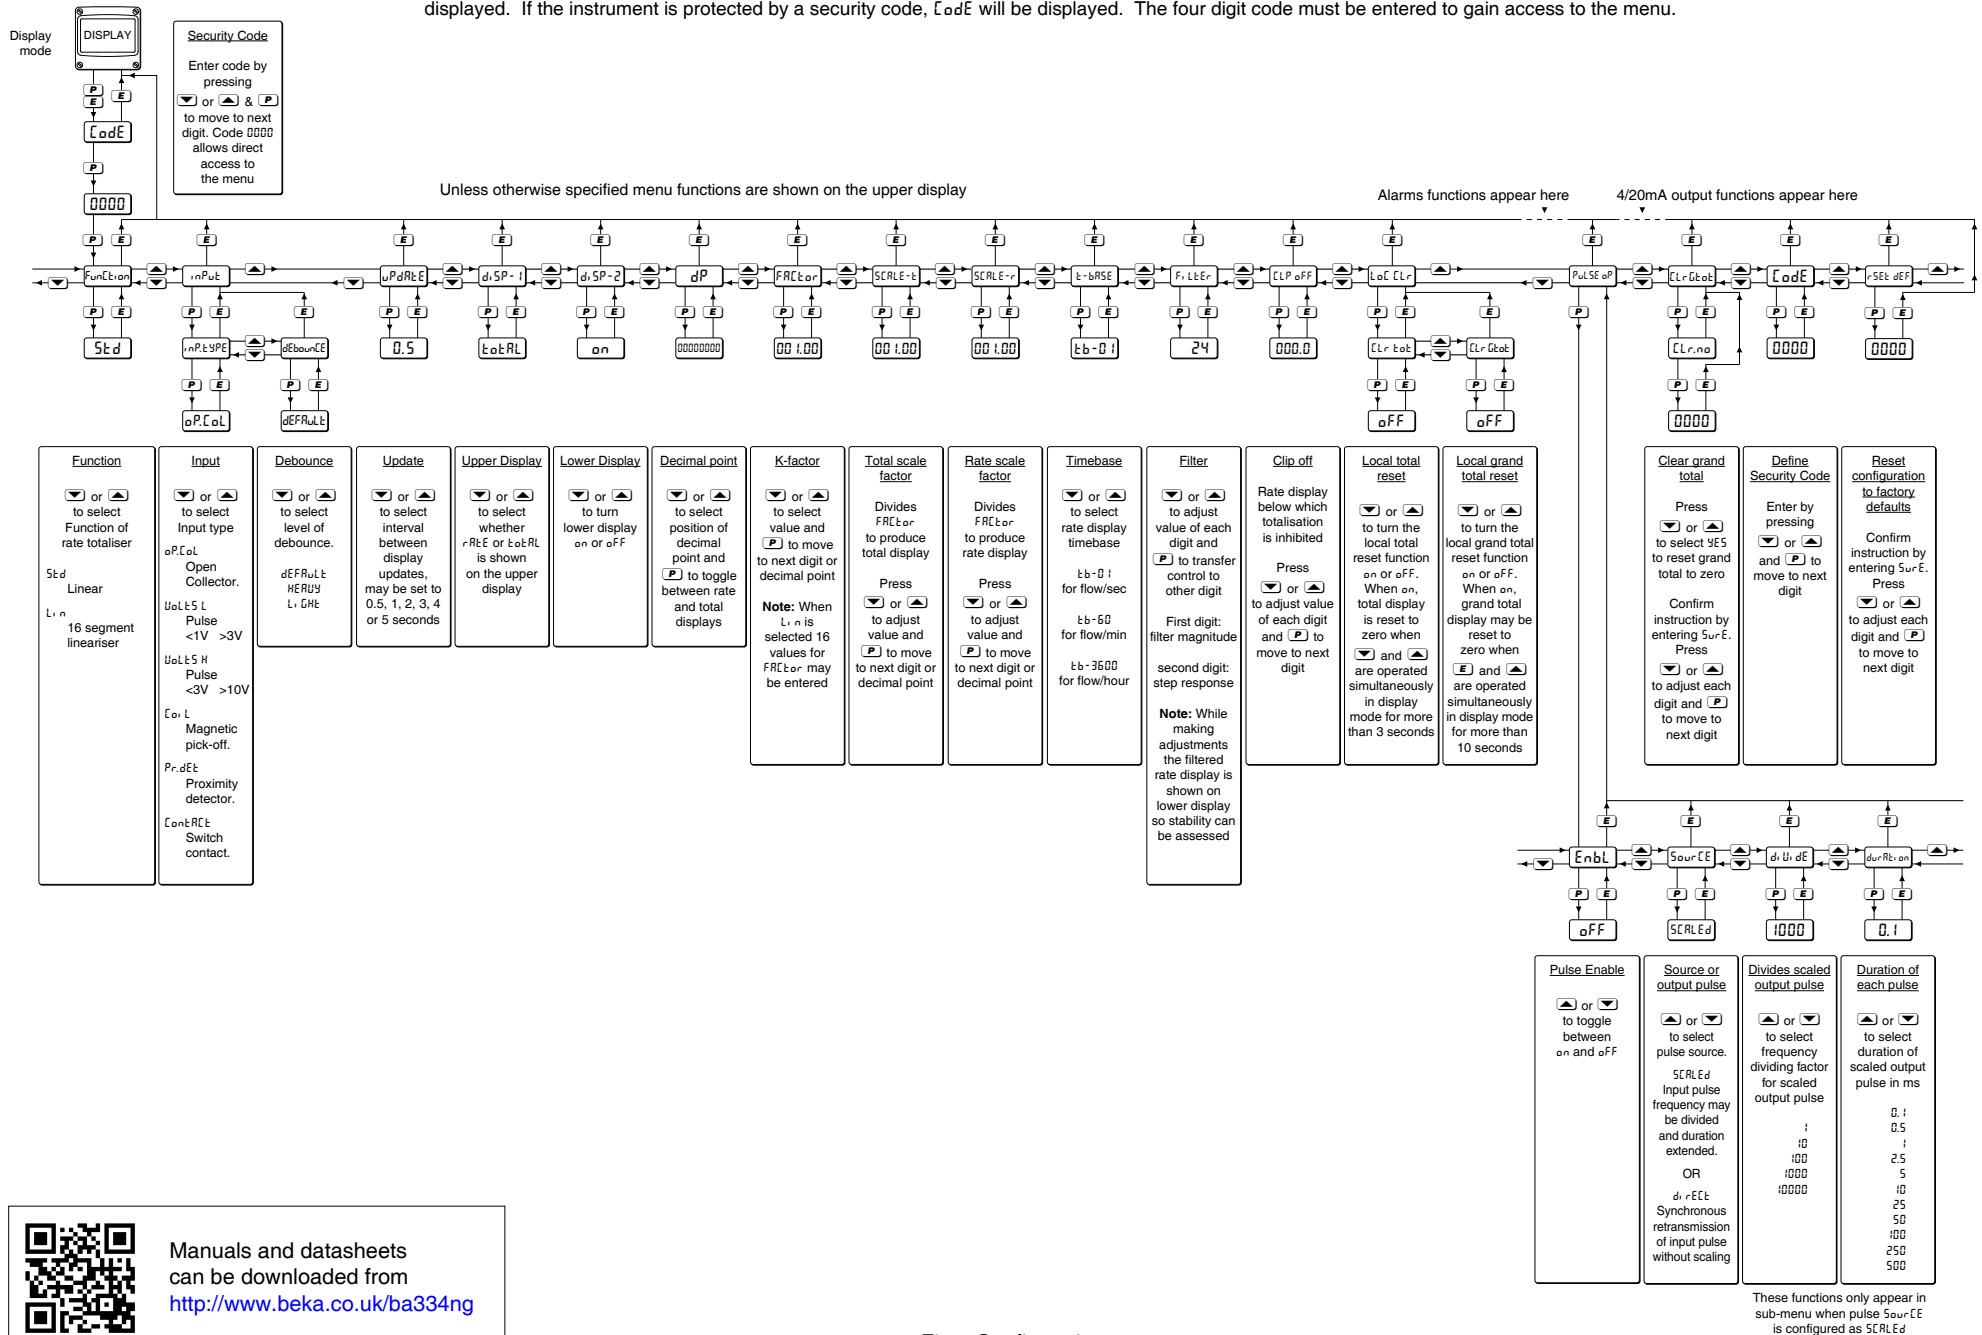 displayed. If the instrument is protected by a security code, CodE will be displayed. The four digit code must be entered to gain access to the menu.
Display
mode
DISPLAY
P
E
E
CodE
P
0000
Security Code
Enter code by
pressing
▼ or ▲ & P
to move to next
digit. Code 0000
allows direct
access to
the menu
Unless otherwise specified menu functions are shown on the upper display
Alarms functions appear here
4/20mA output functions appear here
P E E E E E E E E E E E E E E E E E
FunCtion inPut uPdAtE diSP-1 diSP-2 dP FACtor SCALE-t SCALE-r t-bASE FiLtEr CLP oFF LoC CLr PuLSE oP CLr Gtot CodE rSEt dEF
P E P E E P E P E P E P E P E P E P E P E P E P E P E E P P E P E P E
Std inP.tYPE dEbounCE 0.5 totAL on 00000000 001.00 001.00 001.00 tb-01 24 000.0 CLr tot CLr Gtot CLr.no 0000 0000
P E P E P E P E P E
oP.CoL dEFAuLt oFF oFF 0000
Function
▼ or ▲
to select
Function of
rate totaliser
Std
Linear
Lin
16 segment
lineariser
Input
▼ or ▲
to select
Input type
oP.CoL
Open
Collector.
VoLtS L
Pulse
<1V >3V
VoLtS H
Pulse
<3V >10V
CoiL
Magnetic
pick-off.
Pr.dEt
Proximity
detector.
ContACt
Switch
contact.
Debounce
▼ or ▲
to select
level of
debounce.
dEFAuLt
HEAVY
LiGHt
Update
▼ or ▲
to select
interval
between
display
updates,
may be set to
0.5, 1, 2, 3, 4
or 5 seconds
Upper Display
▼ or ▲
to select
whether
rAtE or totAL
is shown
on the upper
display
Lower Display
▼ or ▲
to turn
lower display
on or oFF
Decimal point
▼ or ▲
to select
position of
decimal
point and
P to toggle
between rate
and total
displays
K-factor
▼ or ▲
to select
value and
P to move
to next digit or
decimal point
Note: When
Lin is
selected 16
values for
FACtor may
be entered
Total scale
factor
Divides
FACtor
to produce
total display
Press
▼ or ▲
to adjust
value and
P to move
to next digit or
decimal point
Rate scale
factor
Divides
FACtor
to produce
rate display
Press
▼ or ▲
to adjust
value and
P to move
to next digit or
decimal point
Timebase
▼ or ▲
to select
rate display
timebase
tb-01
for flow/sec
tb-60
for flow/min
tb-3600
for flow/hour
Filter
▼ or ▲
to adjust
value of each
digit and
P to transfer
control to
other digit
First digit:
filter magnitude
second digit:
step response
Note: While
making
adjustments
the filtered
rate display is
shown on
lower display
so stability can
be assessed
Clip off
Rate display
below which
totalisation
is inhibited
Press
▼ or ▲
to adjust value
of each digit
and P to
move to next
digit
Local total
reset
▼ or ▲
to turn the
local total
reset function
on or oFF.
When on,
total display
is reset to
zero when
▼ and ▲
are operated
simultaneously
in display
mode for more
than 3 seconds
Local grand
total reset
▼ or ▲
to turn the
local grand total
reset function
on or oFF.
When on,
grand total
display may be
reset to
zero when
E and ▲
are operated
simultaneously
in display mode
for more than
10 seconds
Clear grand
total
Press
▼ or ▲
to select YES
to reset grand
total to zero
Confirm
instruction by
entering SurE.
Press
▼ or ▲
to adjust each
digit and P
to move to
next digit
Define
Security Code
Enter by
pressing
▼ or ▲
and P to
move to next
digit
Reset
configuration
to factory
defaults
Confirm
instruction by
entering SurE.
Press
▼ or ▲
to adjust each
digit and P
to move to
next digit
E E E E
EnbL SourCE diVidE durAtion
P E P E P E P E
oFF SCALEd 1000 0.1
Pulse Enable
▲ or ▼
to toggle
between
on and oFF
Source or
output pulse
▲ or ▼
to select
pulse source.
SCALEd
Input pulse
frequency may
be divided
and duration
extended.
OR
dirECt
Synchronous
retransmission
of input pulse
without scaling
Divides scaled
output pulse
▲ or ▼
to select
frequency
dividing factor
for scaled
output pulse
1
10
100
1000
10000
Duration of
each pulse
▲ or ▼
to select
duration of
scaled output
pulse in ms
0.1
0.5
1
2.5
5
10
25
50
100
250
500
These functions only appear in
sub-menu when pulse SourCE
is configured as SCALEd
Manuals and datasheets
can be downloaded from
http://www.beka.co.uk/ba334ng